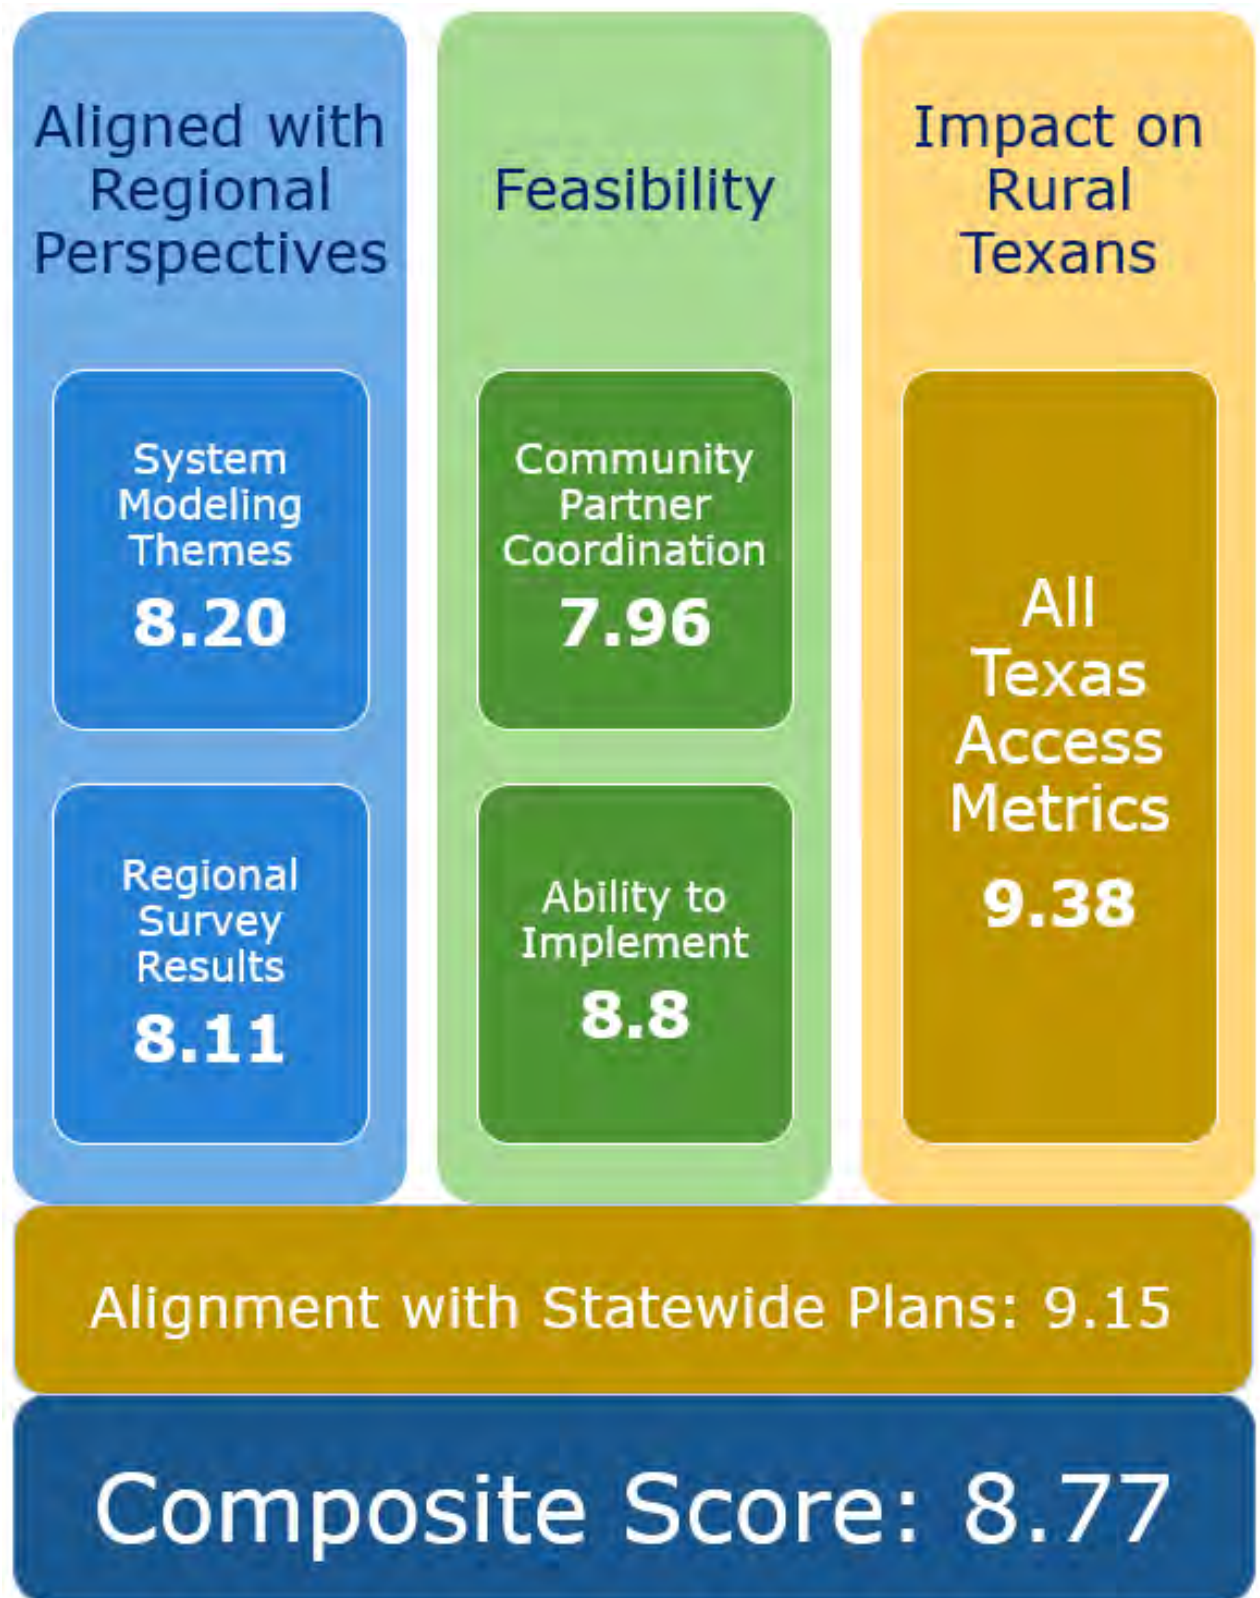 Aligned with
Regional
Perspectives
System
Modeling
Themes
8.20
Regional
Survey
Results
8.11
Feasibility
Community
Partner
Coordination
7.96
Ability to
Implement
8.8
Impact on
Rural
Texans
All
Texas
Access
Metrics
9.38
Alignment with Statewide Plans: 9.15
Composite Score: 8.77